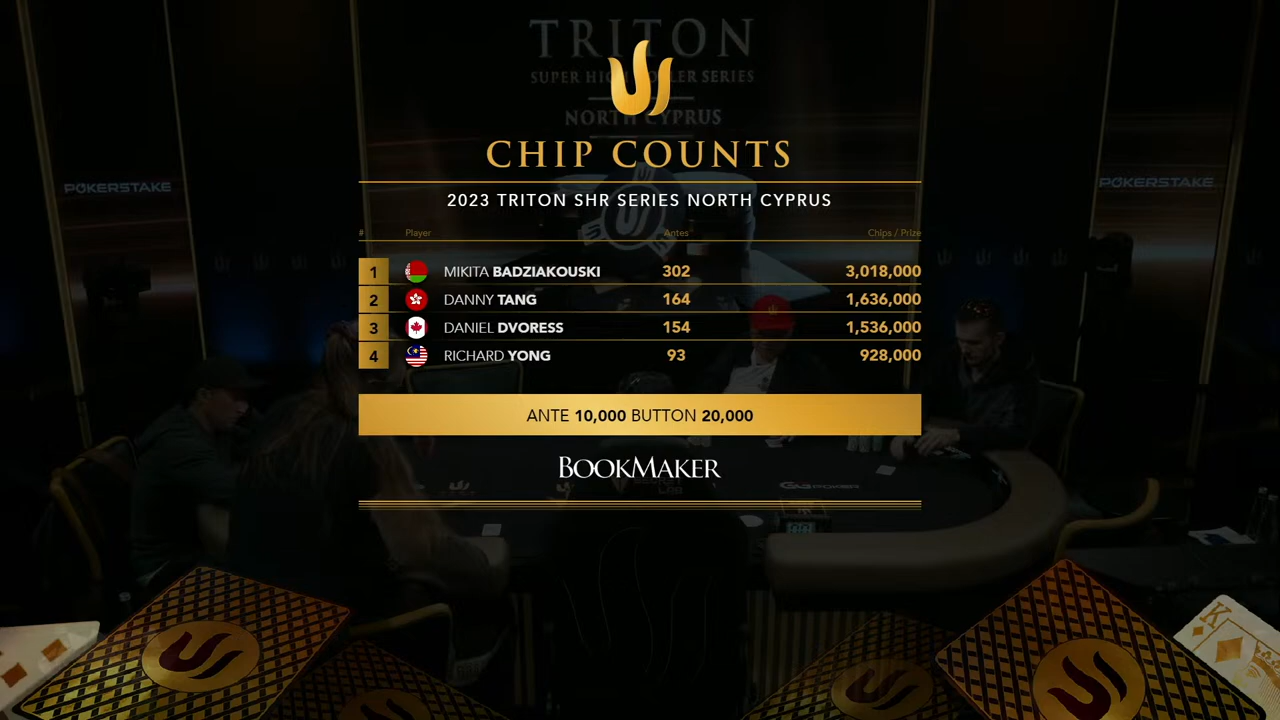 TRITON
SUPER HIGH ROLLER SERIES
NORTH CYPRUS
CHIP COUNTS
POKERSTAKE
POKERSTAKE
2023 TRITON SHR SERIES NORTH CYPRUS
# Player Antes Chips / Prize
1 MIKITA BADZIAKOUSKI 302 3,018,000
2 DANNY TANG 164 1,636,000
3 DANIEL DVORESS 154 1,536,000
4 RICHARD YONG 93 928,000
ANTE 10,000 BUTTON 20,000
BOOKMAKER
K